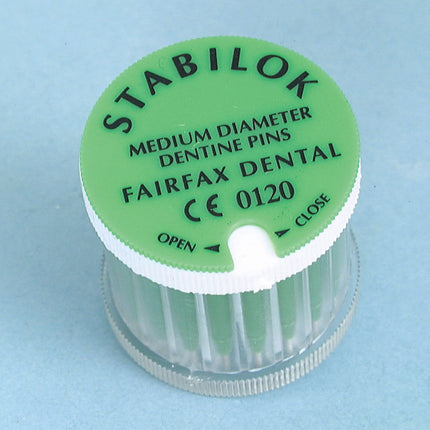 STABILOK
MEDIUM DIAMETER
DENTINE PINS
FAIRFAX DENTAL
CE 0120
OPEN ◄ ► CLOSE